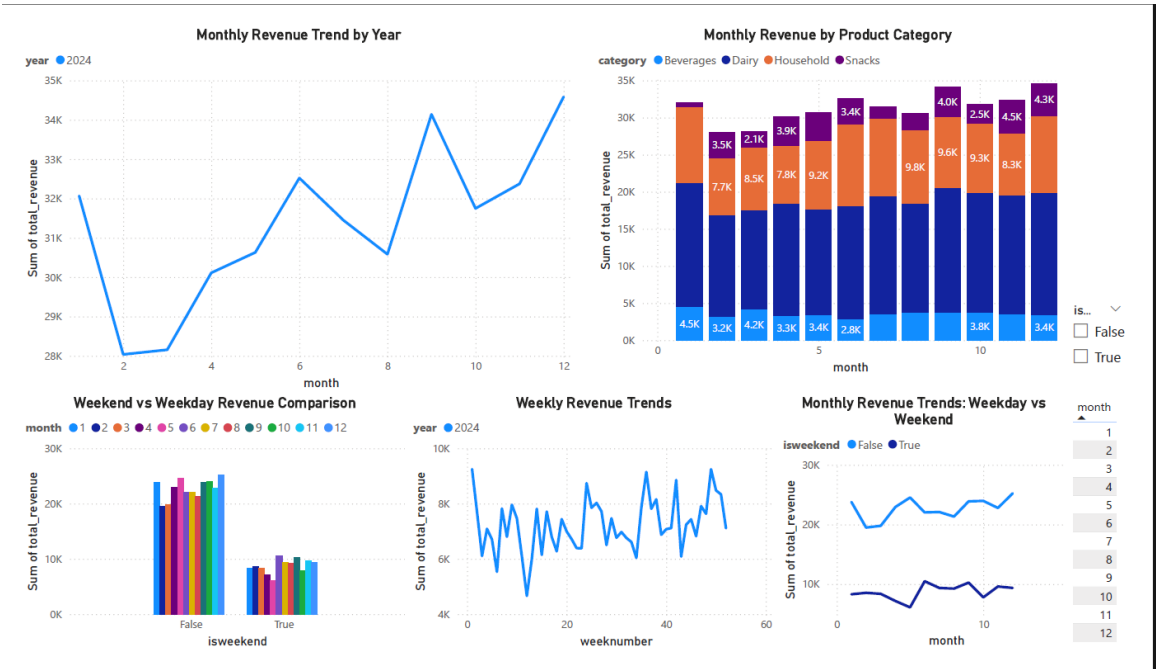 Monthly Revenue Trend by Year
year 2024
35K
34K
33K
32K
31K
30K
29K
28K
Sum of total_revenue
2 4 6 8 10 12
month
Monthly Revenue by Product Category
category Beverages Dairy Household Snacks
35K
30K
25K
20K
15K
10K
5K
0K
Sum of total_revenue
3.5K 2.1K 3.9K 3.4K 4.0K 2.5K 4.5K 4.3K
7.7K 8.5K 7.8K 9.2K 9.8K 9.6K 9.3K 8.3K
4.5K 3.2K 4.2K 3.3K 3.4K 2.8K 3.8K 3.4K
0 5 10
month
is...
False
True
Weekend vs Weekday Revenue Comparison
month 1 2 3 4 5 6 7 8 9 10 11 12
30K
20K
10K
0K
Sum of total_revenue
False True
isweekend
Weekly Revenue Trends
year 2024
10K
8K
6K
4K
Sum of total_revenue
0 20 40 60
weeknumber
Monthly Revenue Trends: Weekday vs
Weekend
isweekend False True
30K
20K
10K
Sum of total_revenue
0 10
month
month
1
2
3
4
5
6
7
8
9
10
11
12